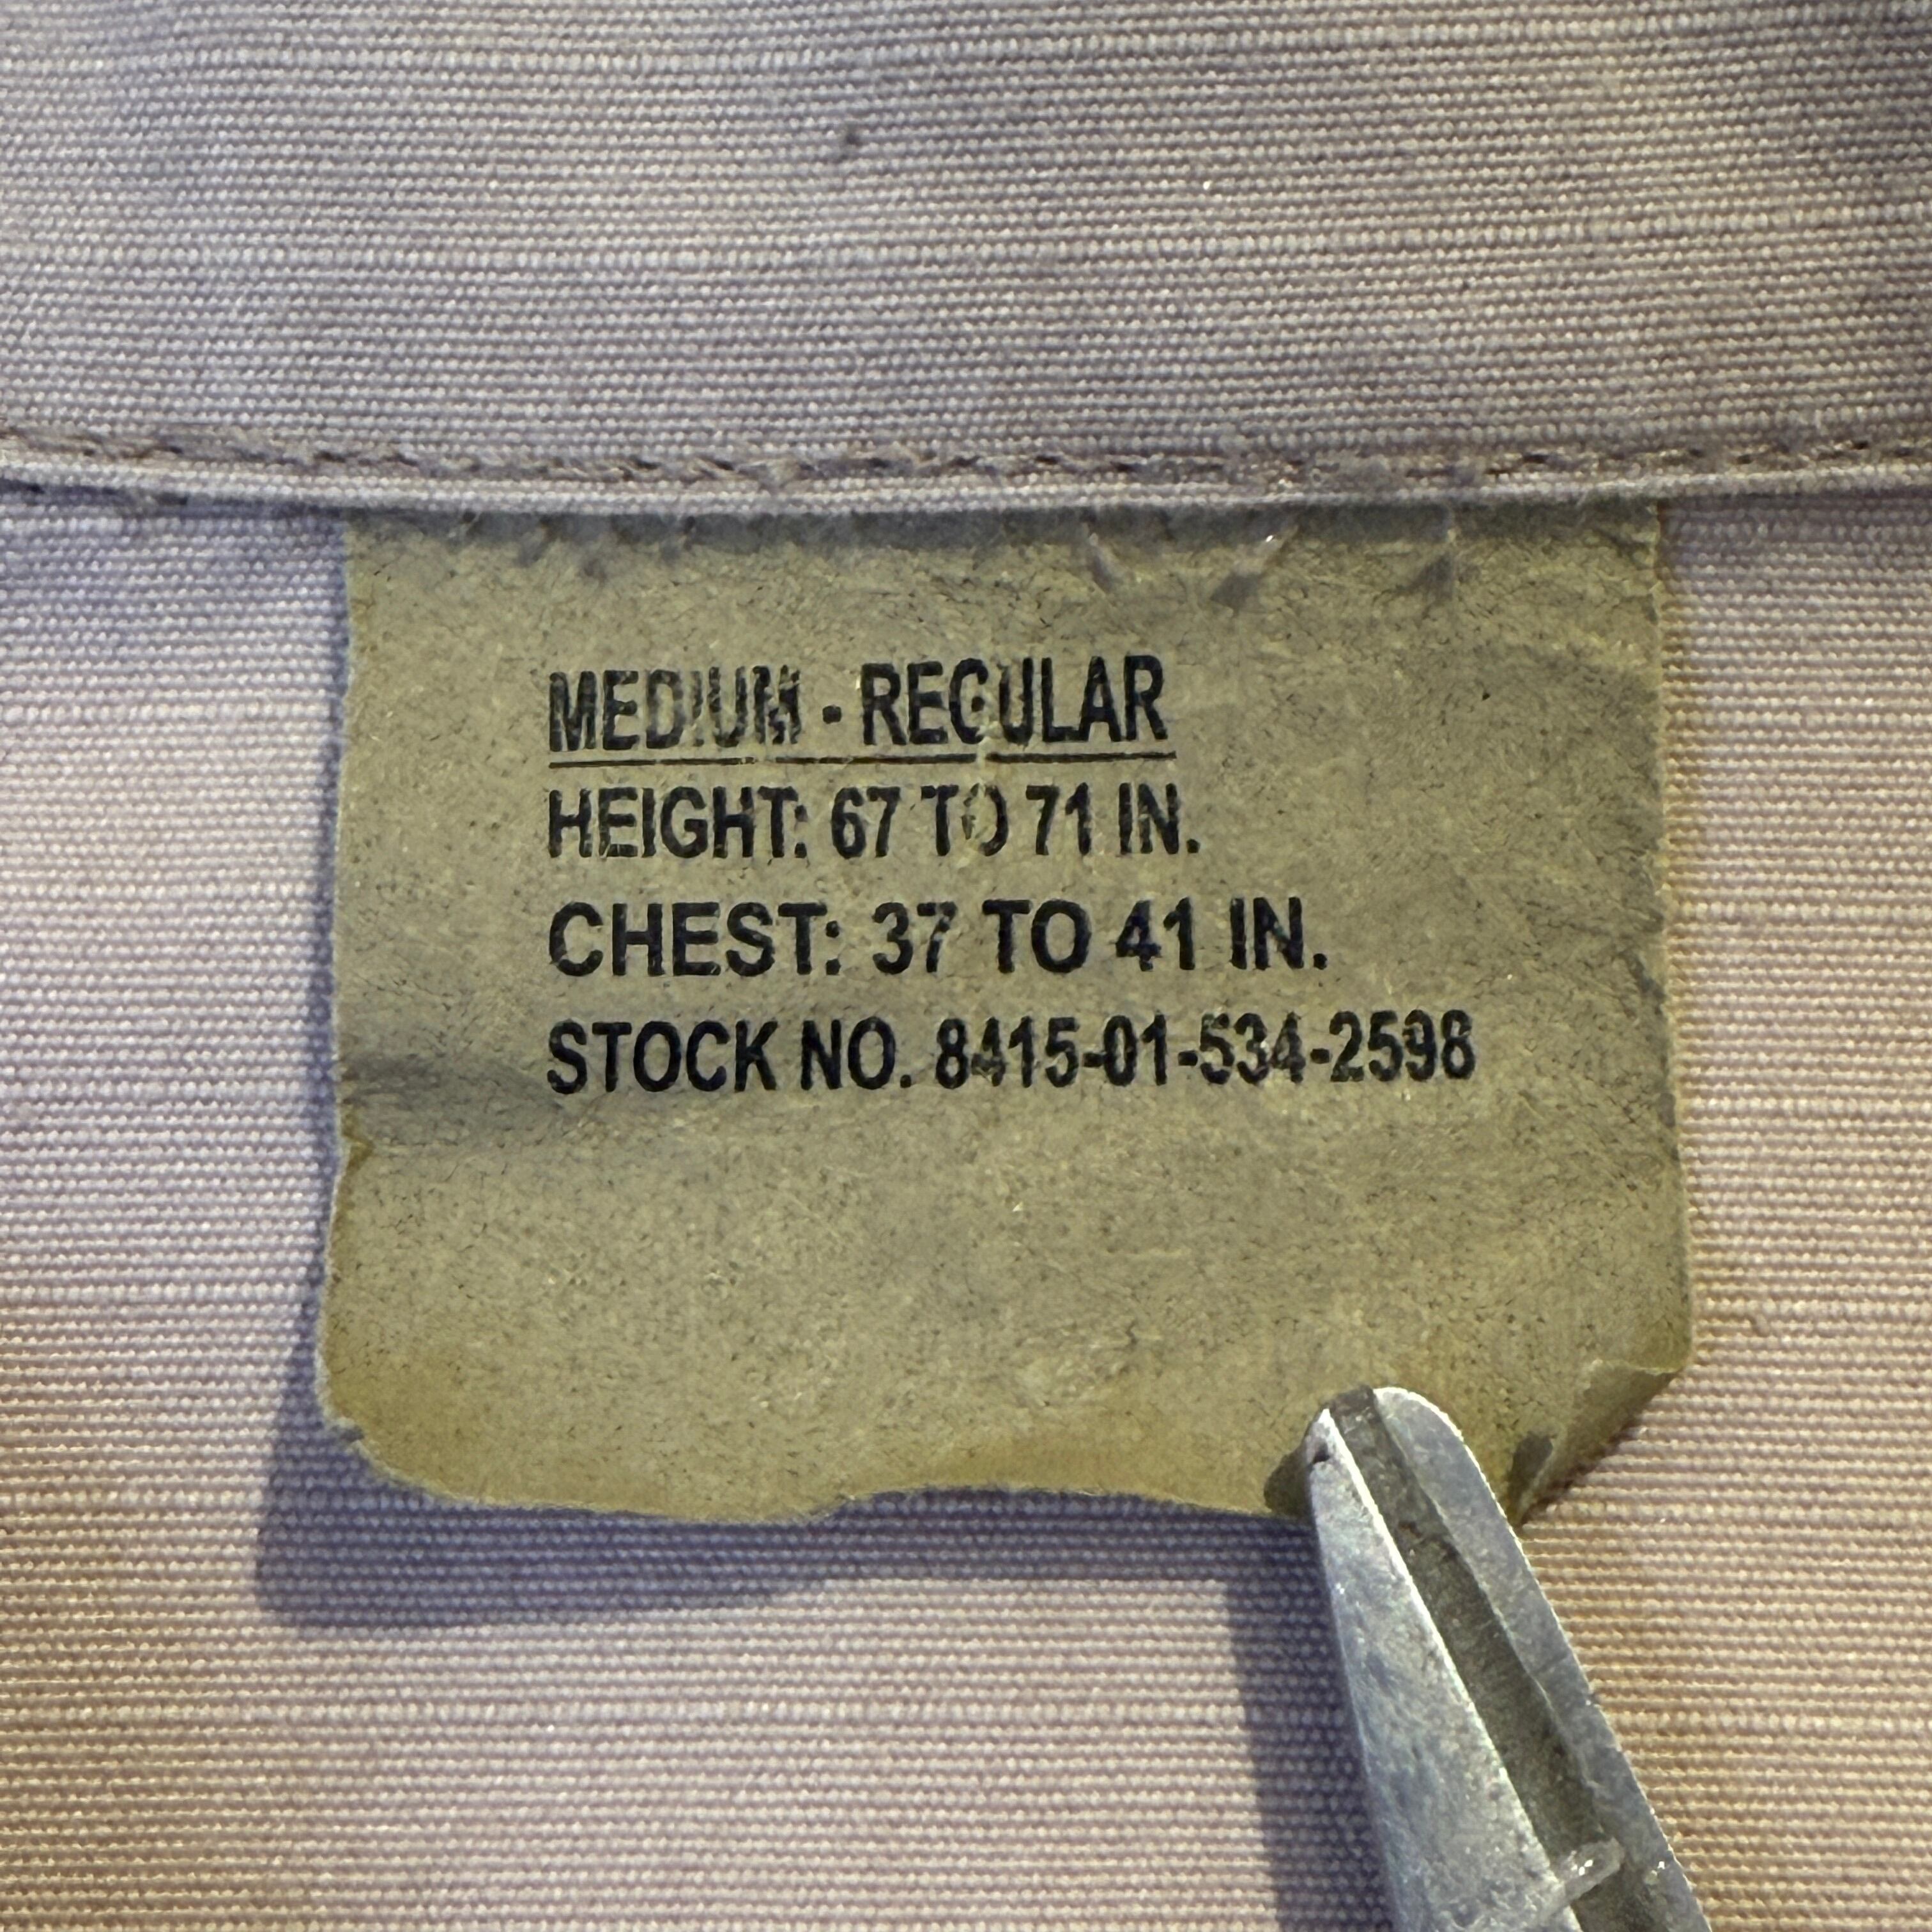 MEDIUM - REGULAR
HEIGHT: 67 TO 71 IN.
CHEST: 37 TO 41 IN.
STOCK NO. 8415-01-534-2598